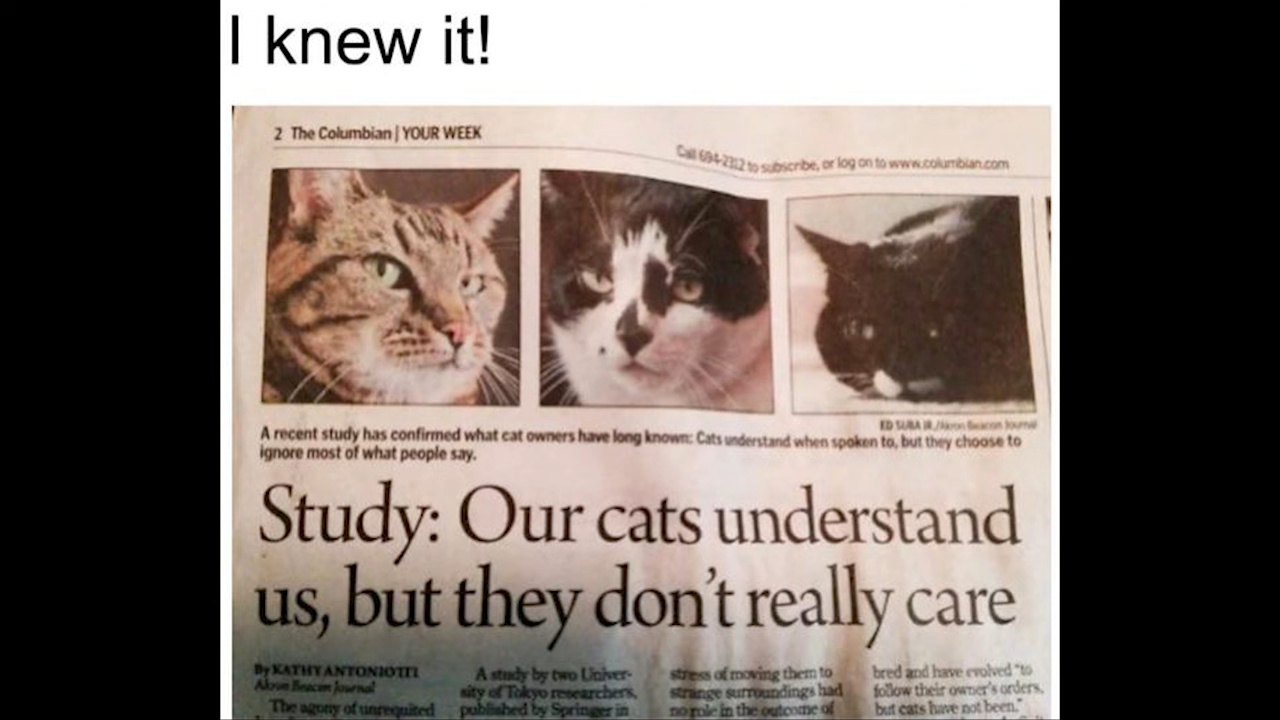 I knew it!
2 The Columbian | YOUR WEEK
Call 694-2312 to subscribe, or log on to www.columbian.com
ED SUBA JR./Akron Beacon Journal
A recent study has confirmed what cat owners have long known: Cats understand when spoken to, but they choose to
ignore most of what people say.
Study: Our cats understand
us, but they don't really care
By KATHY ANTONIOTTI
Akron Beacon Journal
The agony of unrequited
A study by two Univer-
sity of Tokyo researchers,
published by Springer in
stress of moving them to
strange surroundings had
no role in the outcome of
bred and have evolved "to
follow their owner's orders,
but cats have not been."